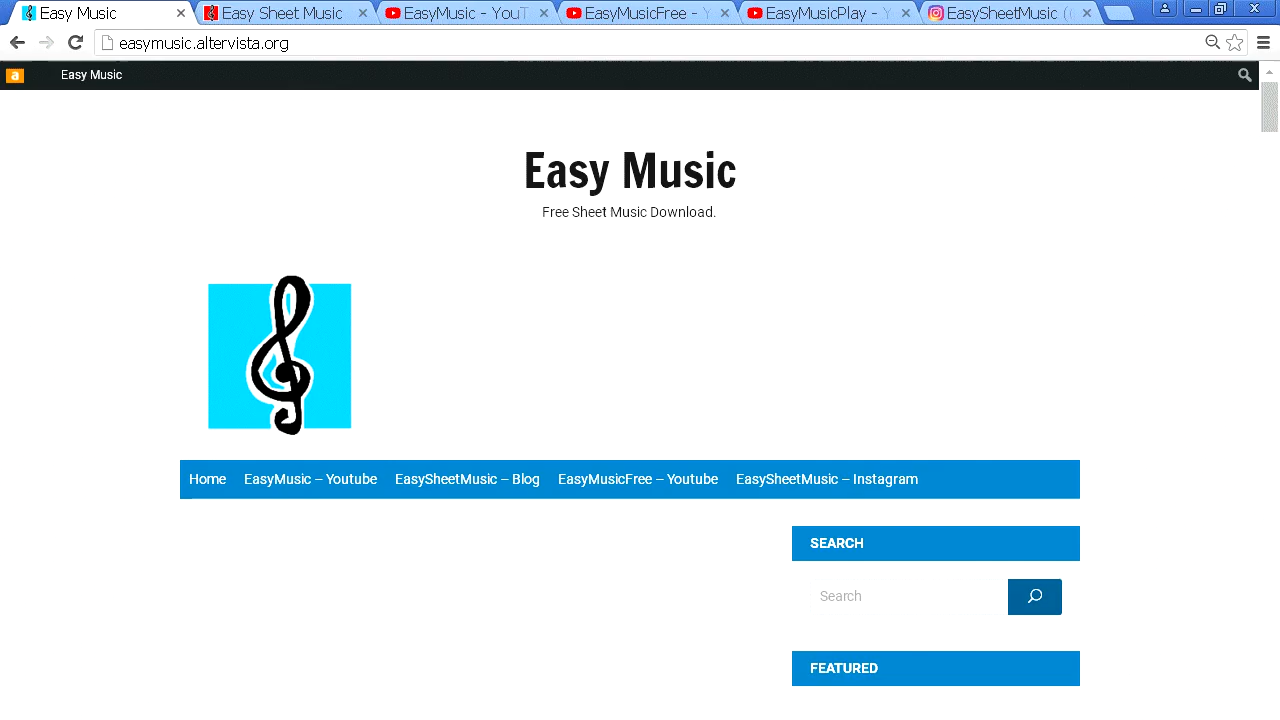 Easy Music
Easy Sheet Music
EasyMusic - YouT
EasyMusicFree - Y
EasyMusicPlay - Y
EasySheetMusic (
easymusic.altervista.org
a
Easy Music
Easy Music
Free Sheet Music Download.
Home
EasyMusic – Youtube
EasySheetMusic – Blog
EasyMusicFree – Youtube
EasySheetMusic – Instagram
SEARCH
Search
FEATURED